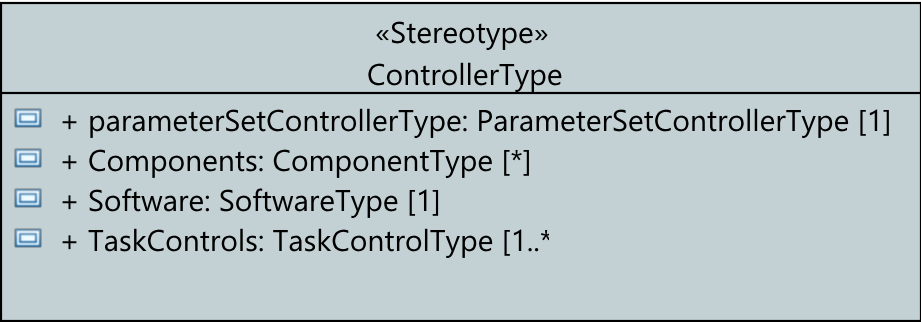 «Stereotype»
ControllerType
+ parameterSetControllerType: ParameterSetControllerType [1]
+ Components: ComponentType [*]
+ Software: SoftwareType [1]
+ TaskControls: TaskControlType [1..*